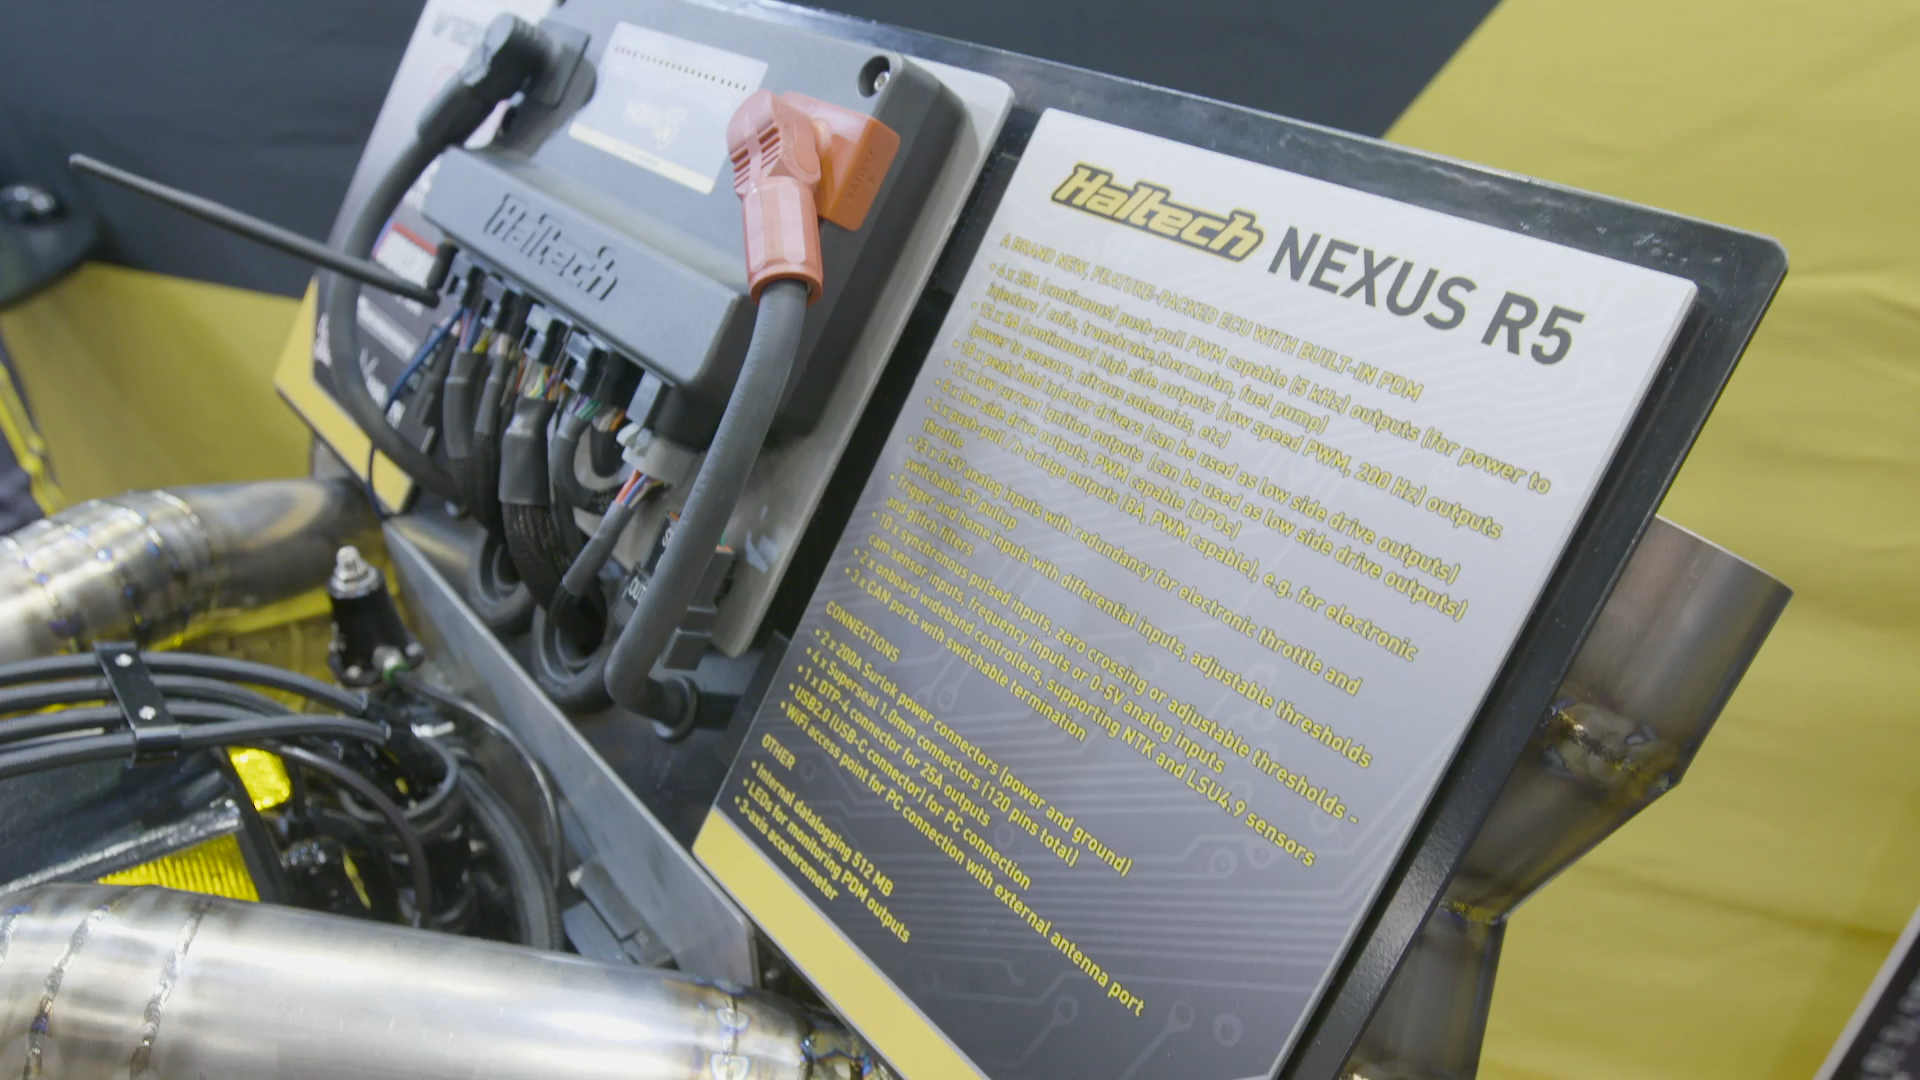 Haltech
BATTERY +
Haltech NEXUS R5
A BRAND NEW, FEATURE-PACKED ECU WITH BUILT-IN PDM
• 6 x 25A (continuous) push-pull PWM capable (5 kHz) outputs (for power to
injectors / coils, transbrake, thermofan, fuel pump)
• 12 x 8A (continuous) high side outputs (low speed PWM, 200 Hz) outputs
(power to sensors, nitrous solenoids, etc)
• 18 x peak/hold injector drivers (can be used as low side drive outputs)
• 12 x low current ignition outputs (can be used as low side drive outputs)
• 8 x low side drive outputs, PWM capable (DPOs)
• 4 x push-pull / h-bridge outputs (8A, PWM capable), e.g. for electronic
throttle
• 23 x 0-5V analog inputs with redundancy for electronic throttle and
switchable 5V pullup
• Trigger and home inputs with differential inputs, adjustable thresholds
and glitch filters
• 10 x synchronous pulsed inputs, zero crossing or adjustable thresholds -
cam sensor inputs, frequency inputs or 0-5V analog inputs
• 2 x onboard wideband controllers, supporting NTK and LSU4.9 sensors
• 3 x CAN ports with switchable termination
CONNECTIONS
• 2 x 200A Surlok power connectors (power and ground)
• 4 x Superseal 1.0mm connectors (120 pins total)
• 1 x DTP-4 connector for 25A outputs
• USB2.0 (USB-C connector) for PC connection
• WiFi access point for PC connection with external antenna port
OTHER
• Internal datalogging 512 MB
• LEDs for monitoring PDM outputs
• 3-axis accelerometer